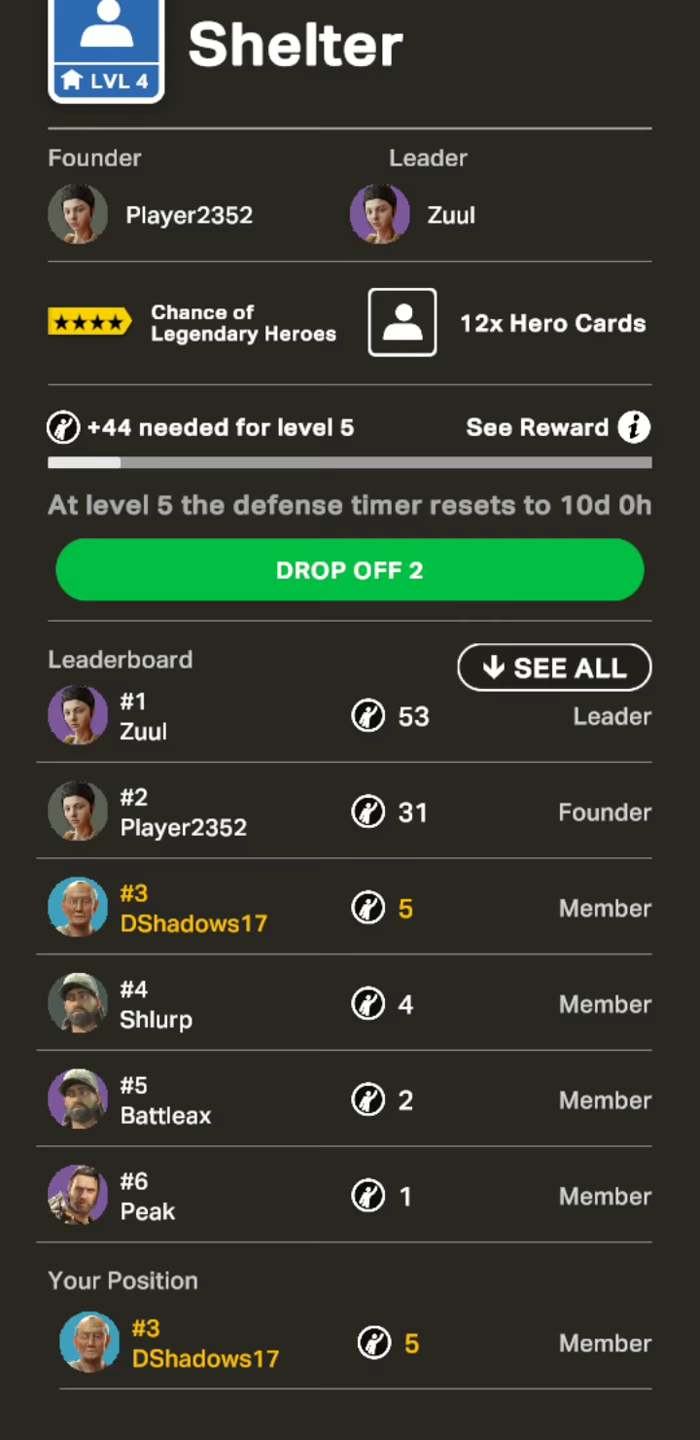 Shelter
LVL 4
Founder
Leader
Player2352
Zuul
Chance of
Legendary Heroes
12x Hero Cards
+44 needed for level 5
See Reward
At level 5 the defense timer resets to 10d 0h
DROP OFF 2
Leaderboard
SEE ALL
#1
Zuul
53
Leader
#2
Player2352
31
Founder
#3
DShadows17
5
Member
#4
Shlurp
4
Member
#5
Battleax
2
Member
#6
Peak
1
Member
Your Position
#3
DShadows17
5
Member